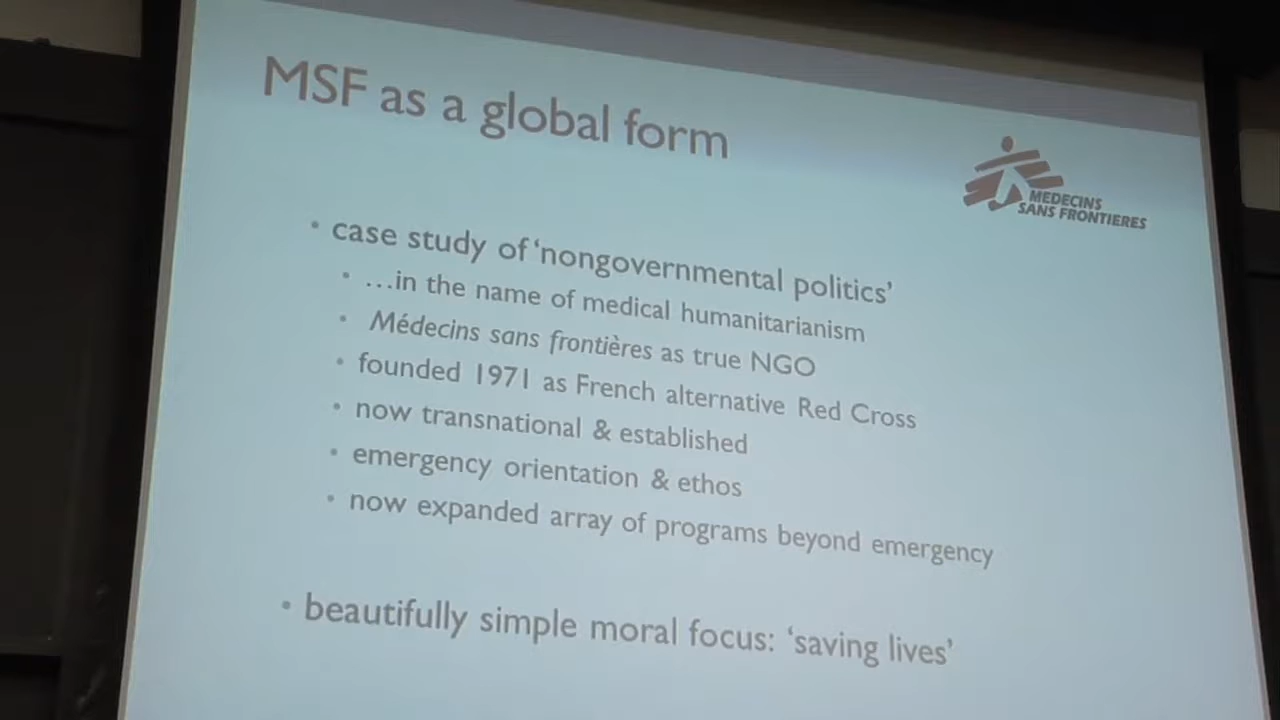 MSF as a global form
MEDECINS
SANS FRONTIERES
• case study of ‘nongovernmental politics’
• …in the name of medical humanitarianism
• Médecins sans frontières as true NGO
• founded 1971 as French alternative Red Cross
• now transnational & established
• emergency orientation & ethos
• now expanded array of programs beyond emergency
• beautifully simple moral focus: ‘saving lives’